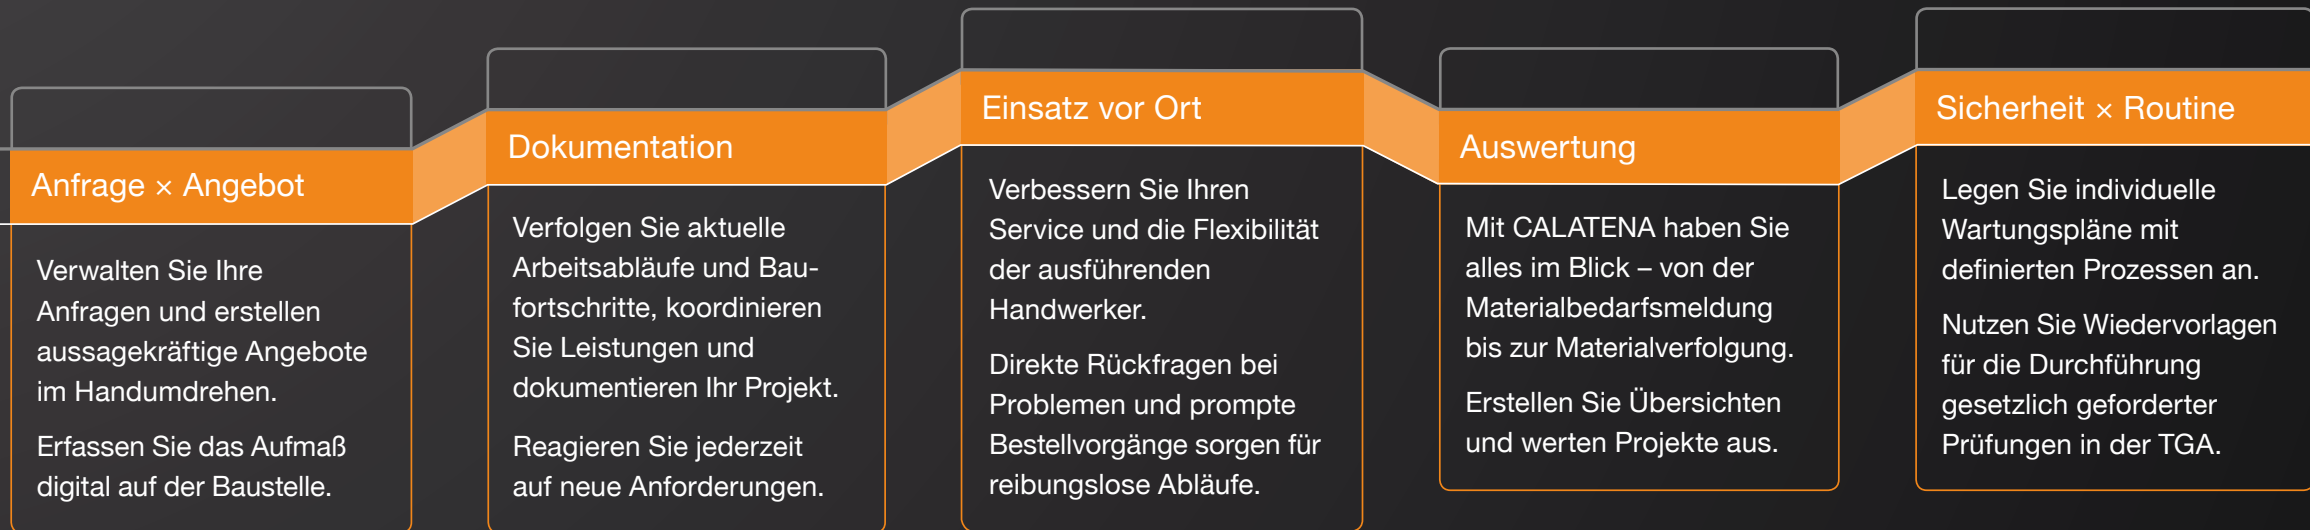 Anfrage × Angebot
Verwalten Sie Ihre
Anfragen und erstellen
aussagekräftige Angebote
im Handumdrehen.
Erfassen Sie das Aufmaß
digital auf der Baustelle.
Dokumentation
Verfolgen Sie aktuelle
Arbeitsabläufe und Bau-
fortschritte, koordinieren
Sie Leistungen und
dokumentieren Ihr Projekt.
Reagieren Sie jederzeit
auf neue Anforderungen.
Einsatz vor Ort
Verbessern Sie Ihren
Service und die Flexibilität
der ausführenden
Handwerker.
Direkte Rückfragen bei
Problemen und prompte
Bestellvorgänge sorgen für
reibungslose Abläufe.
Auswertung
Mit CALATENA haben Sie
alles im Blick – von der
Materialbedarfsmeldung
bis zur Materialverfolgung.
Erstellen Sie Übersichten
und werten Projekte aus.
Sicherheit × Routine
Legen Sie individuelle
Wartungspläne mit
definierten Prozessen an.
Nutzen Sie Wiedervorlagen
für die Durchführung
gesetzlich geforderter
Prüfungen in der TGA.